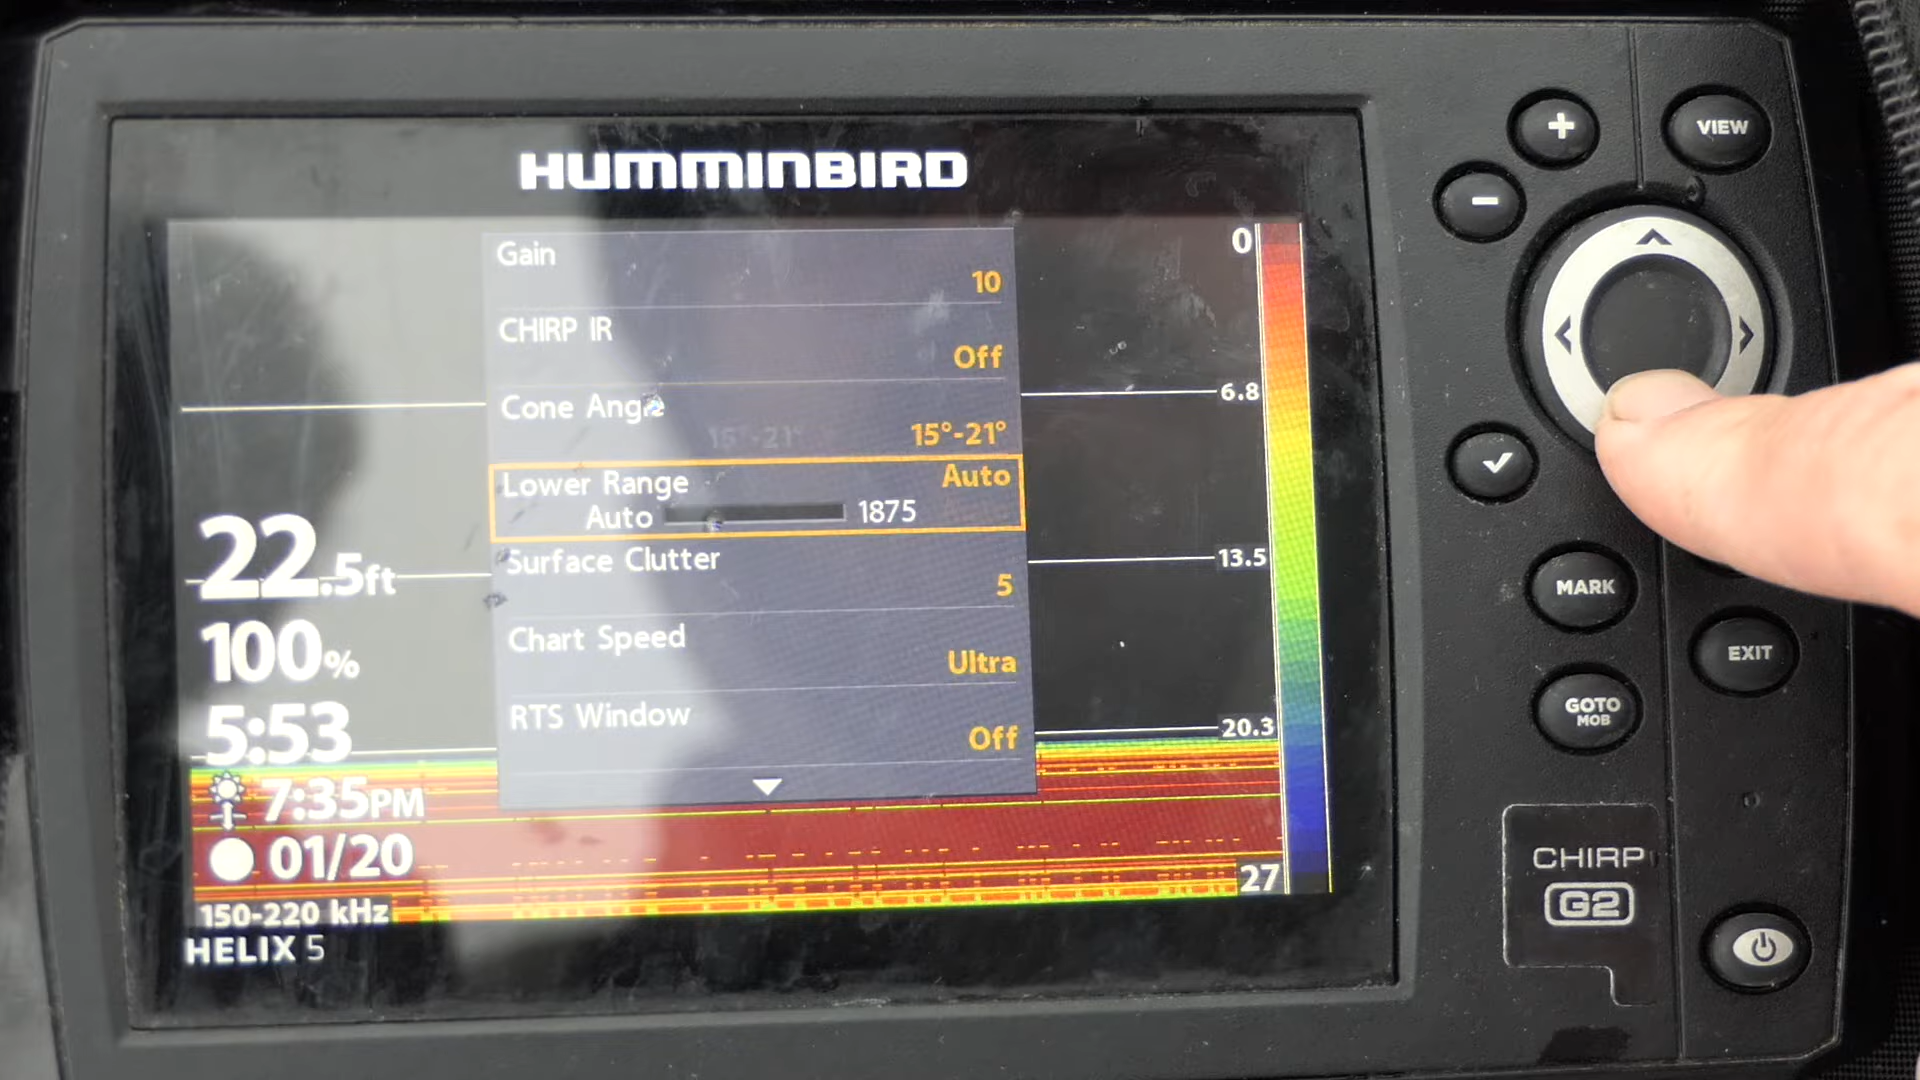 HUMMINBIRD
Gain
10
CHIRP IR
Off
Cone Angle
15°-21°
15°-21°
Lower Range
Auto
Auto
1875
Surface Clutter
5
Chart Speed
Ultra
RTS Window
Off
0
6.8
13.5
20.3
27
22.5ft
100%
5:53
7:35PM
01/20
150-220 kHz
HELIX 5
+
VIEW
-
MARK
EXIT
GOTO
MOB
CHIRP
G2